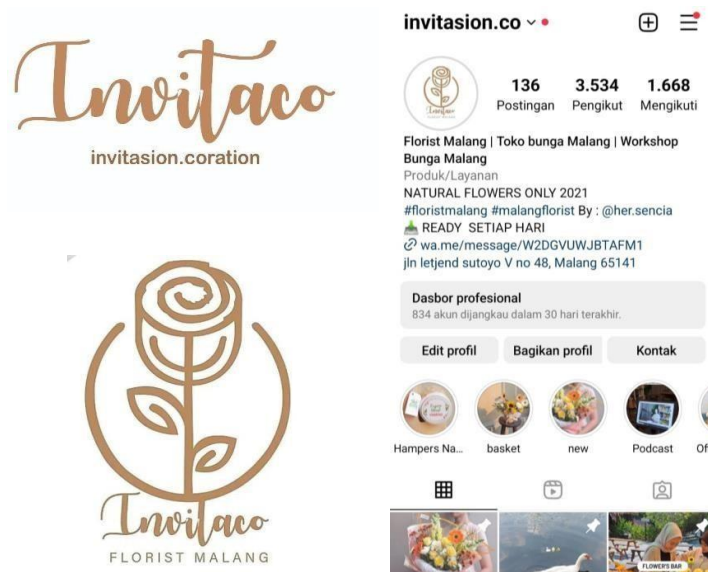 Invitaco
invitasion.coration
Invitaco
FLORIST MALANG
invitasion.co
136 3.534 1.668
Postingan Pengikut Mengikuti
Invitaco
Florist Malang | Toko bunga Malang | Workshop
Bunga Malang
Produk/Layanan
NATURAL FLOWERS ONLY 2021
#floristmalang #malangflorist By : @her.sencia
READY SETIAP HARI
wa.me/message/W2DGVUWJBTAFM1
jln letjend sutoyo V no 48, Malang 65141
Dasbor profesional
834 akun dijangkau dalam 30 hari terakhir.
Edit profil Bagikan profil Kontak
Hampers Na... basket new Podcast Of
FLOWER'S BAR